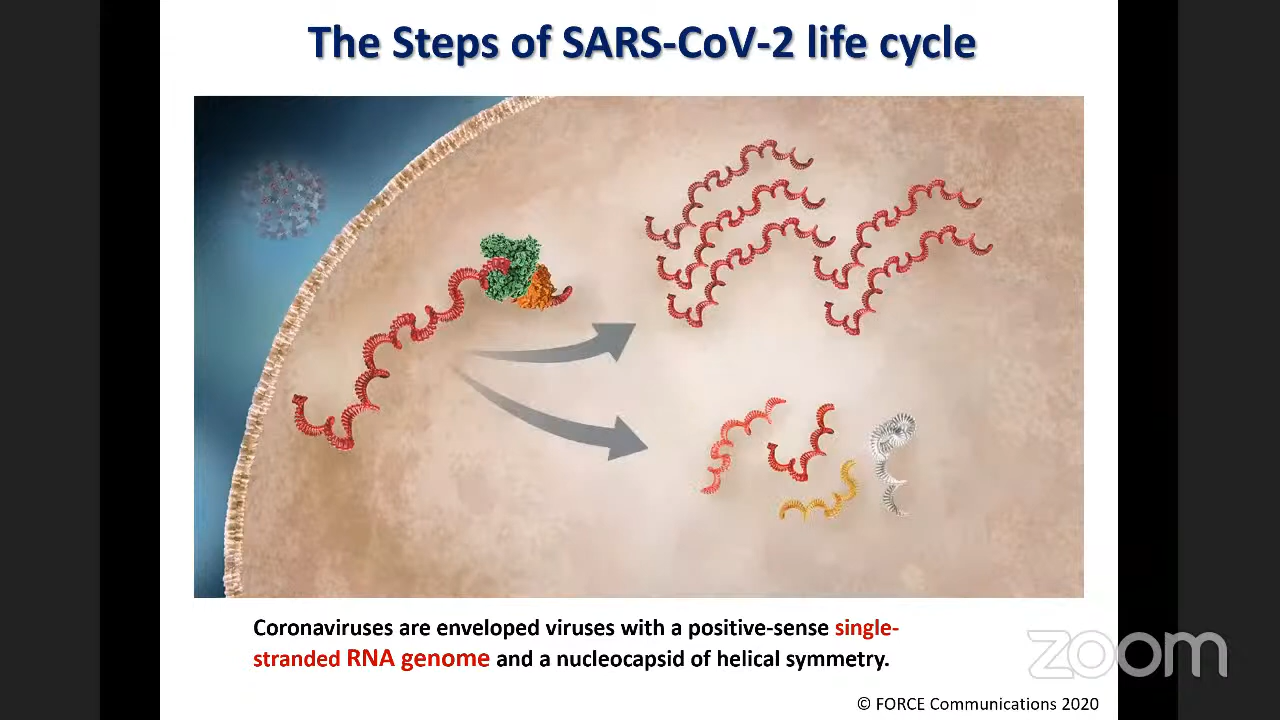 The Steps of SARS-CoV-2 life cycle
Coronaviruses are enveloped viruses with a positive-sense single-
stranded RNA genome and a nucleocapsid of helical symmetry.
zoom
© FORCE Communications 2020